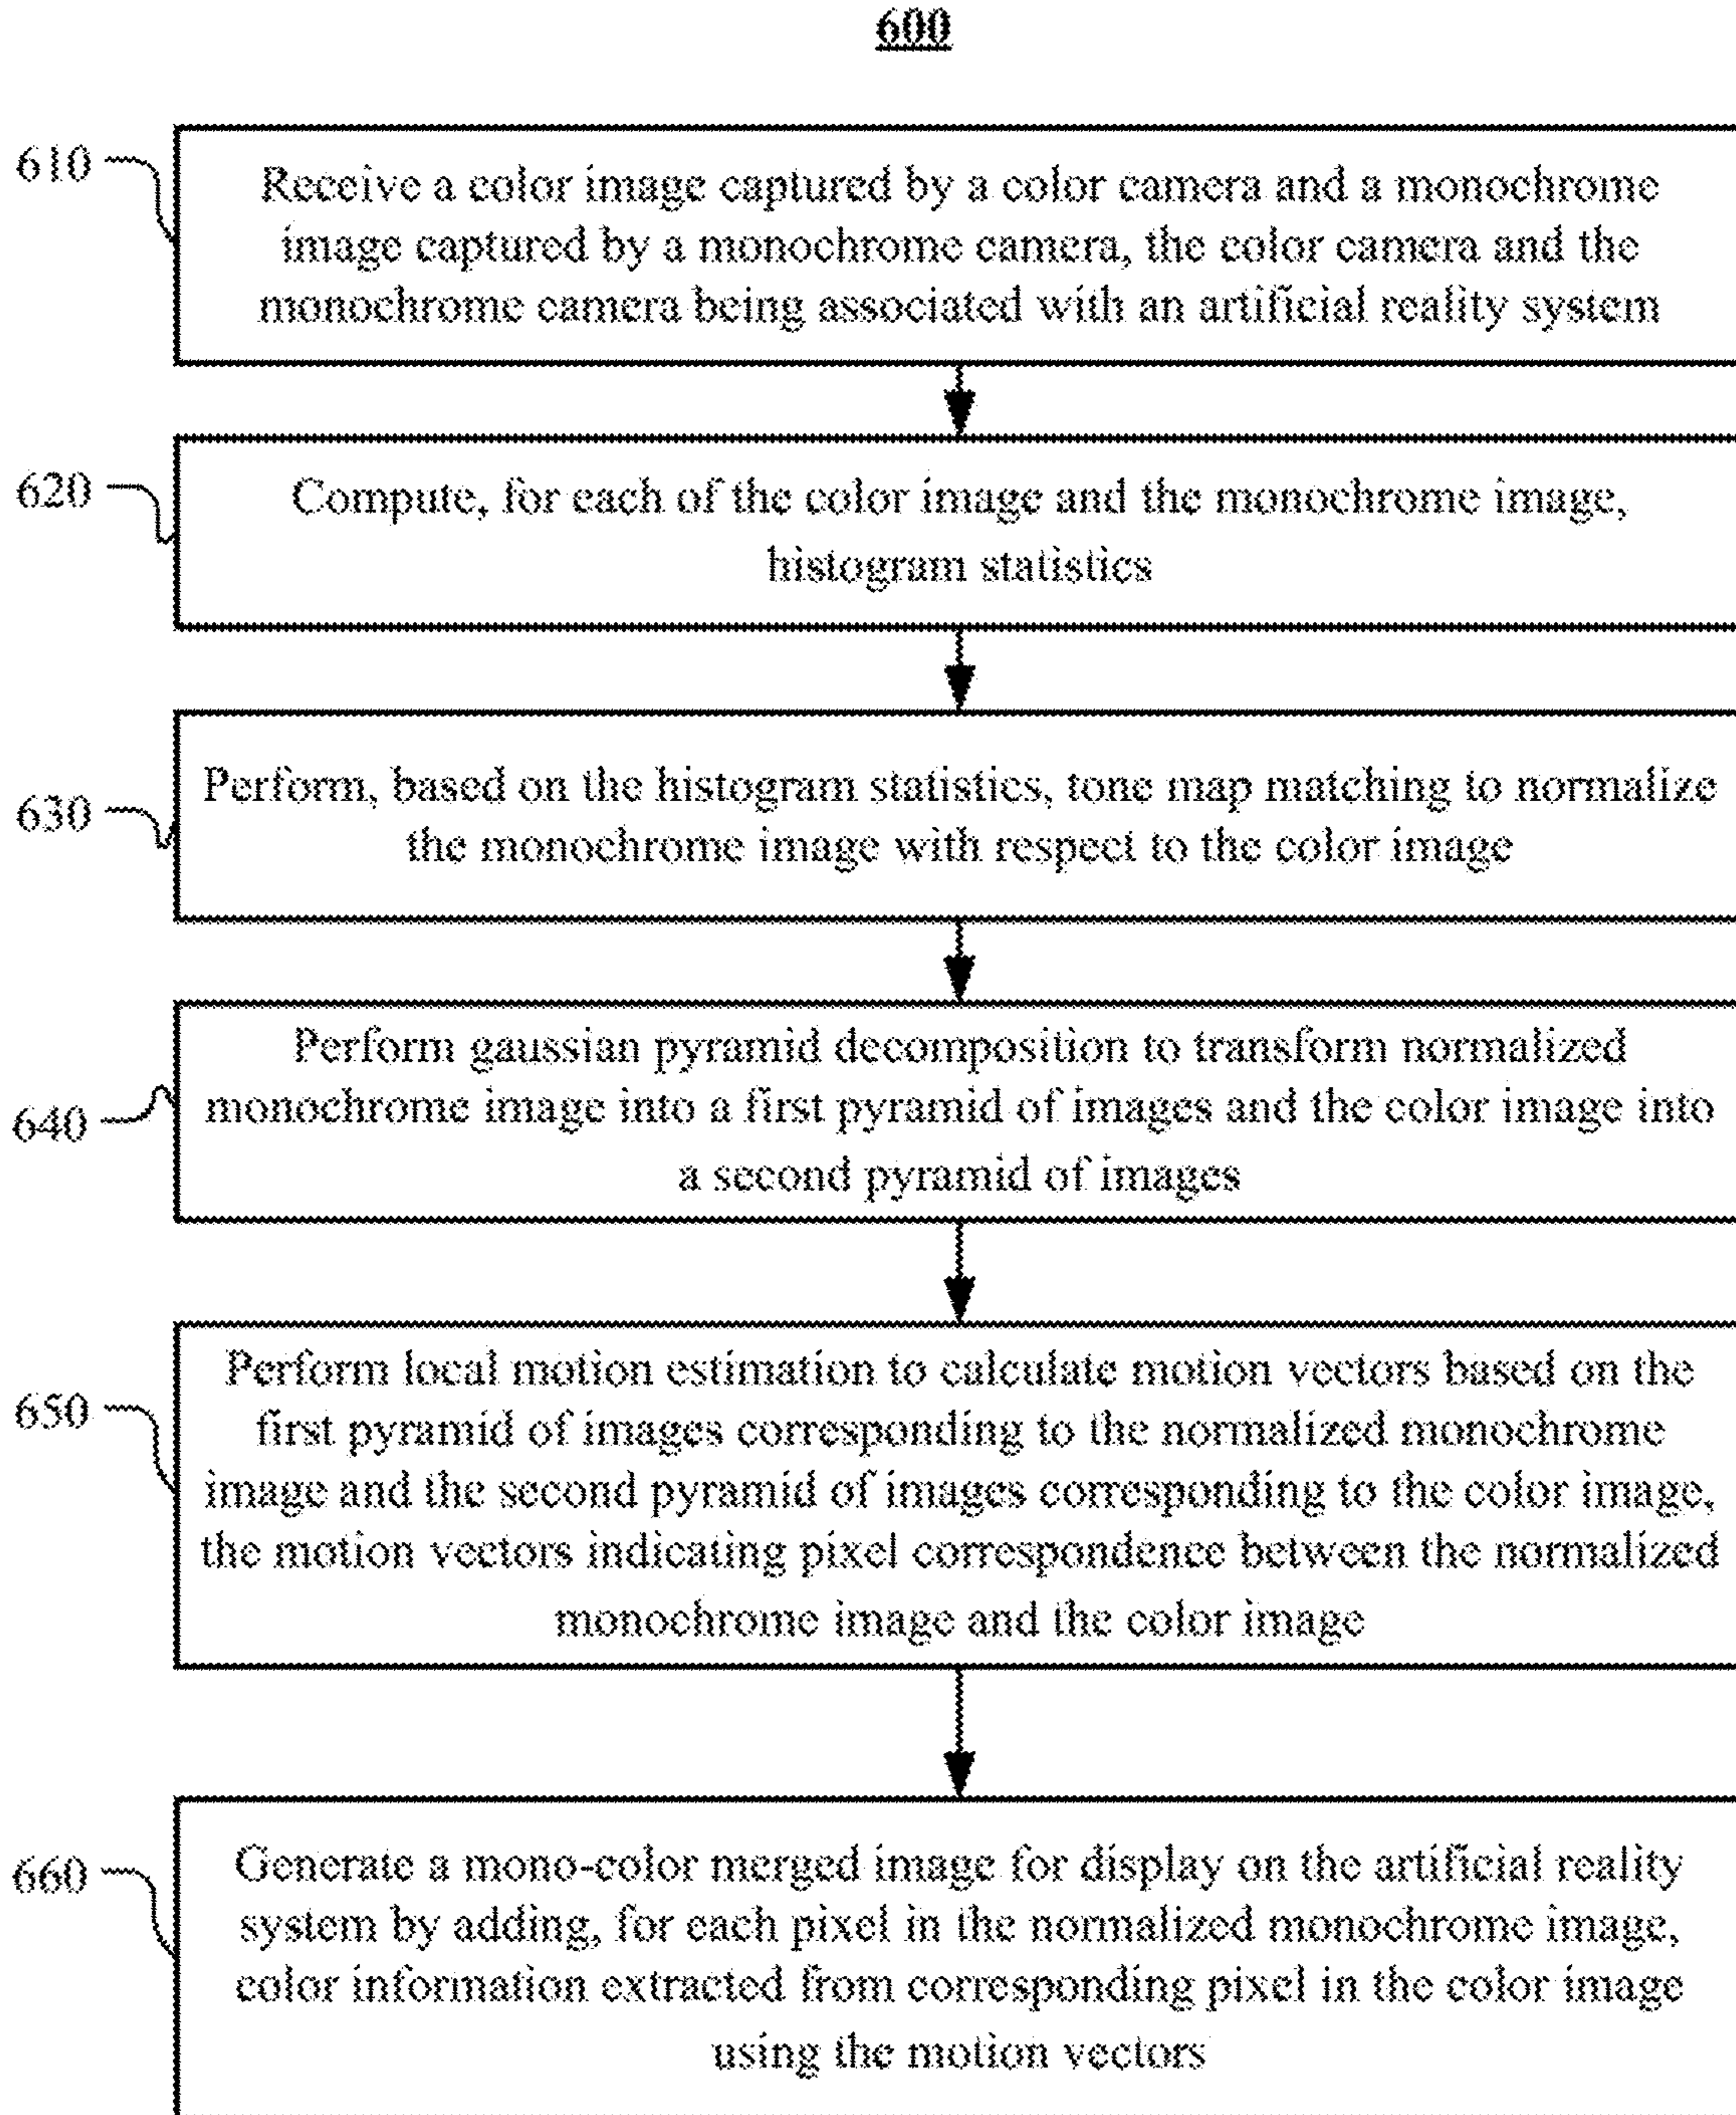 600
610
Receive a color image captured by a color camera and a monochrome
image captured by a monochrome camera, the color camera and the
monochrome camera being associated with an artificial reality system
620
Compute, for each of the color image and the monochrome image,
histogram statistics
630
Perform, based on the histogram statistics, tone map matching to normalize
the monochrome image with respect to the color image
640
Perform gaussian pyramid decomposition to transform normalized
monochrome image into a first pyramid of images and the color image into
a second pyramid of images
650
Perform local motion estimation to calculate motion vectors based on the
first pyramid of images corresponding to the normalized monochrome
image and the second pyramid of images corresponding to the color image,
the motion vectors indicating pixel correspondence between the normalized
monochrome image and the color image
660
Generate a mono-color merged image for display on the artificial reality
system by adding, for each pixel in the normalized monochrome image,
color information extracted from corresponding pixel in the color image
using the motion vectors